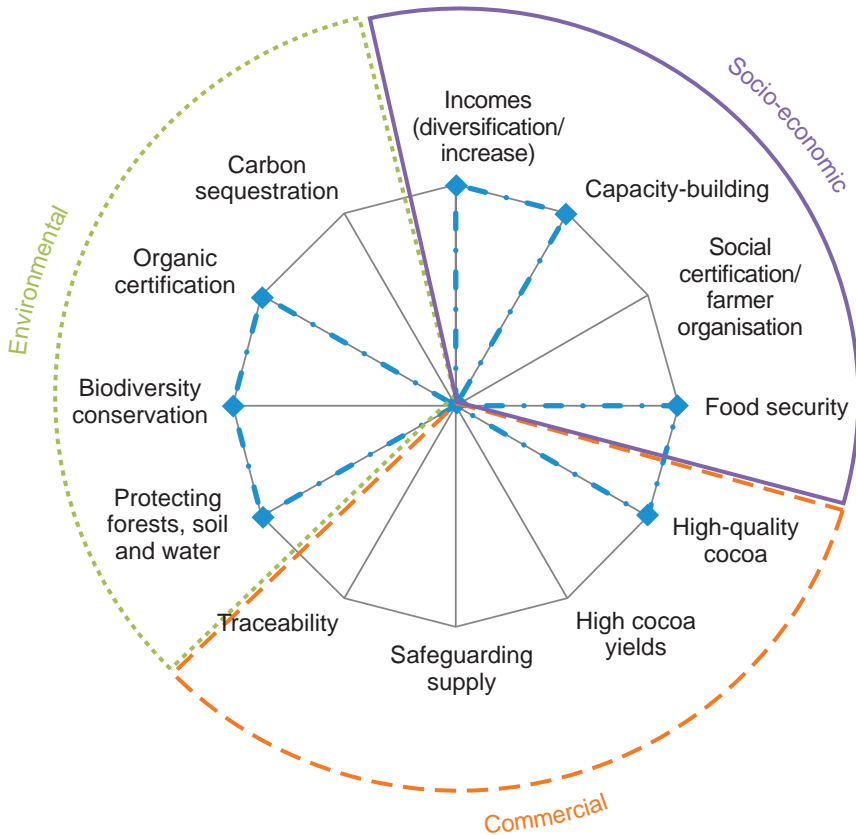 Socio-economic
Incomes
(diversification/
increase)
Capacity-building
Social
certification/
farmer
organisation
Food security
High-quality
cocoa
High cocoa
yields
Safeguarding
supply
Traceability
Protecting
forests, soil
and water
Biodiversity
conservation
Organic
certification
Carbon
sequestration
Environmental
Commercial